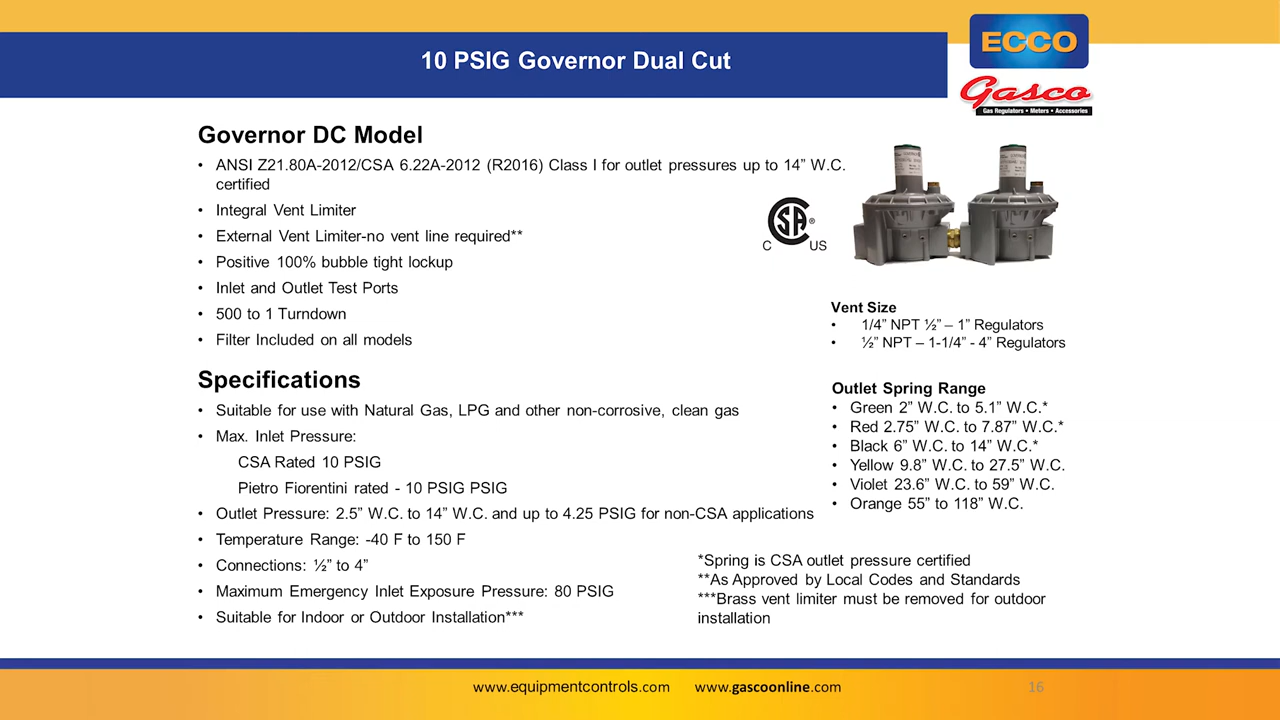 10 PSIG Governor Dual Cut
ECCO
Gasco
Gas Regulators • Meters • Accessories
Governor DC Model
• ANSI Z21.80A-2012/CSA 6.22A-2012 (R2016) Class I for outlet pressures up to 14” W.C.
certified
• Integral Vent Limiter
• External Vent Limiter-no vent line required**
• Positive 100% bubble tight lockup
• Inlet and Outlet Test Ports
• 500 to 1 Turndown
• Filter Included on all models
CSA®
C US
Vent Size
• 1/4” NPT ½” – 1” Regulators
• ½” NPT – 1-1/4” - 4” Regulators
Specifications
• Suitable for use with Natural Gas, LPG and other non-corrosive, clean gas
• Max. Inlet Pressure:
CSA Rated 10 PSIG
Pietro Fiorentini rated - 10 PSIG PSIG
• Outlet Pressure: 2.5” W.C. to 14” W.C. and up to 4.25 PSIG for non-CSA applications
• Temperature Range: -40 F to 150 F
• Connections: ½” to 4”
• Maximum Emergency Inlet Exposure Pressure: 80 PSIG
• Suitable for Indoor or Outdoor Installation***
Outlet Spring Range
• Green 2” W.C. to 5.1” W.C.*
• Red 2.75” W.C. to 7.87” W.C.*
• Black 6” W.C. to 14” W.C.*
• Yellow 9.8” W.C. to 27.5” W.C.
• Violet 23.6” W.C. to 59” W.C.
• Orange 55” to 118” W.C.
*Spring is CSA outlet pressure certified
**As Approved by Local Codes and Standards
***Brass vent limiter must be removed for outdoor
installation
www.equipmentcontrols.com www.gascoonline.com
16